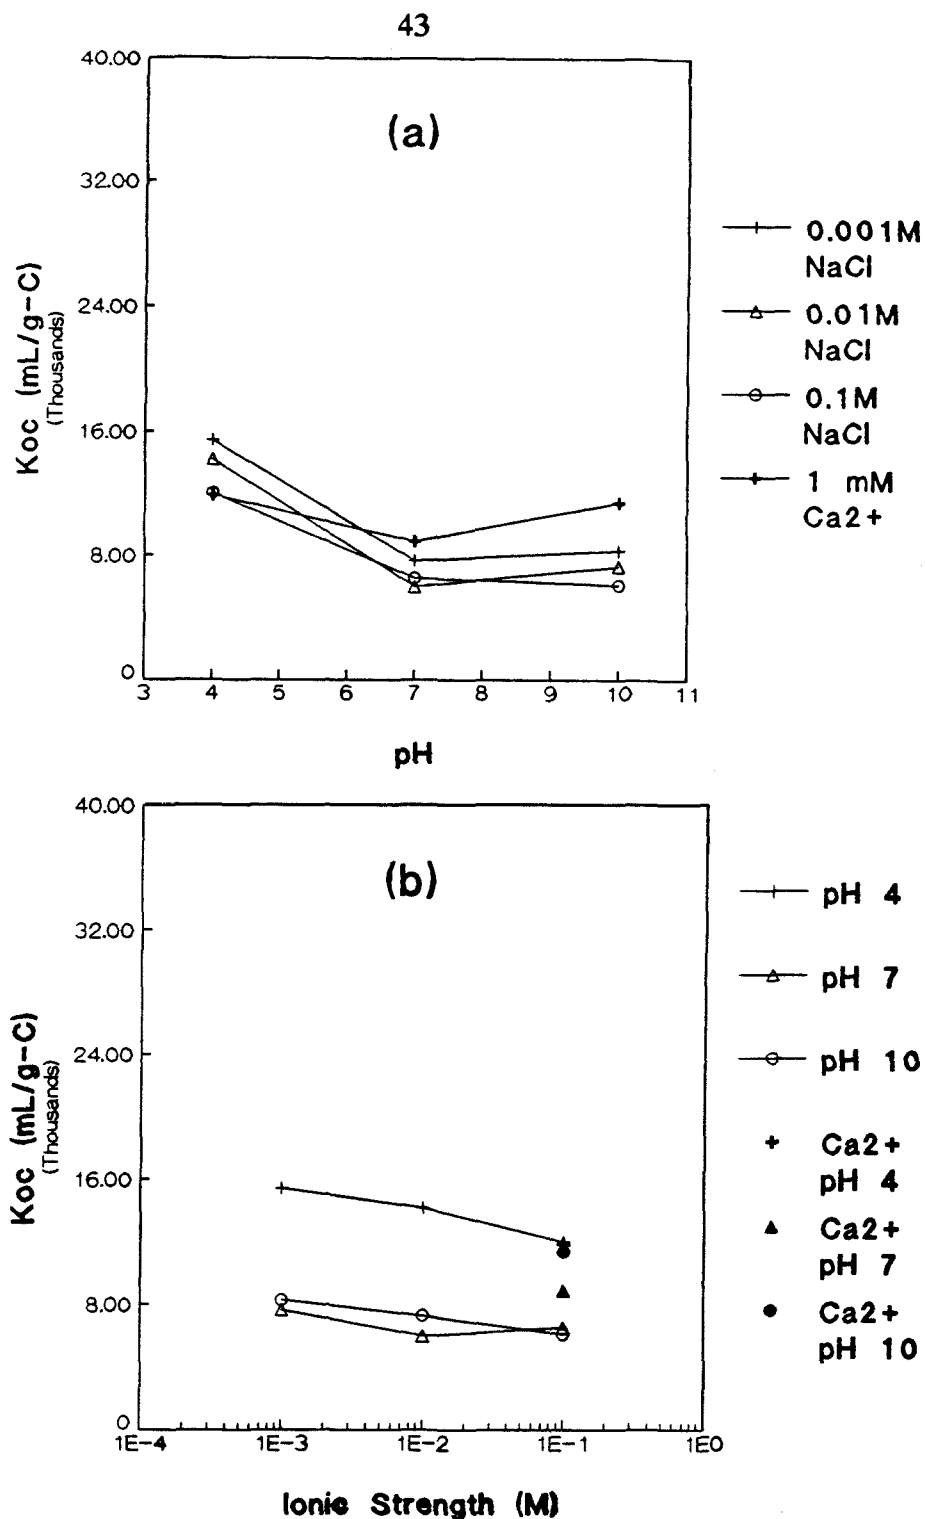 43
40.00
(a)
32.00
0.001M
NaCl
24.00
0.01M
NaCl
Koc (mL/g-C)
(Thousands)
0.1M
NaCl
16.00
1 mM
Ca2+
8.00
0
3 4 5 6 7 8 9 10 11
pH
40.00
(b)
pH 4
32.00
pH 7
24.00
pH 10
Koc (mL/g-C)
(Thousands)
Ca2+
pH 4
16.00
Ca2+
pH 7
8.00
Ca2+
pH 10
0
1E-4 1E-3 1E-2 1E-1 1E0
Ionic Strength (M)